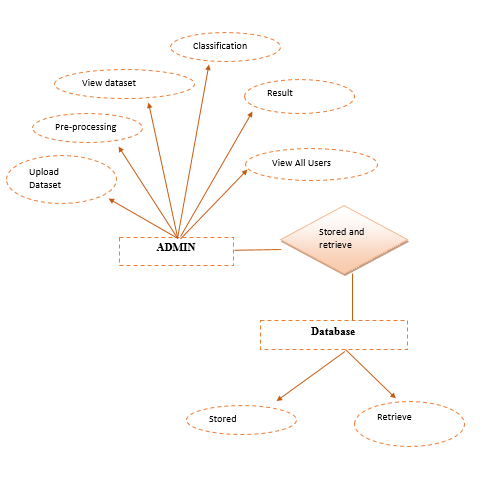 Classification
View dataset
Result
Pre-processing
View All Users
Upload
Dataset
ADMIN
Stored and
retrieve
Database
Stored
Retrieve